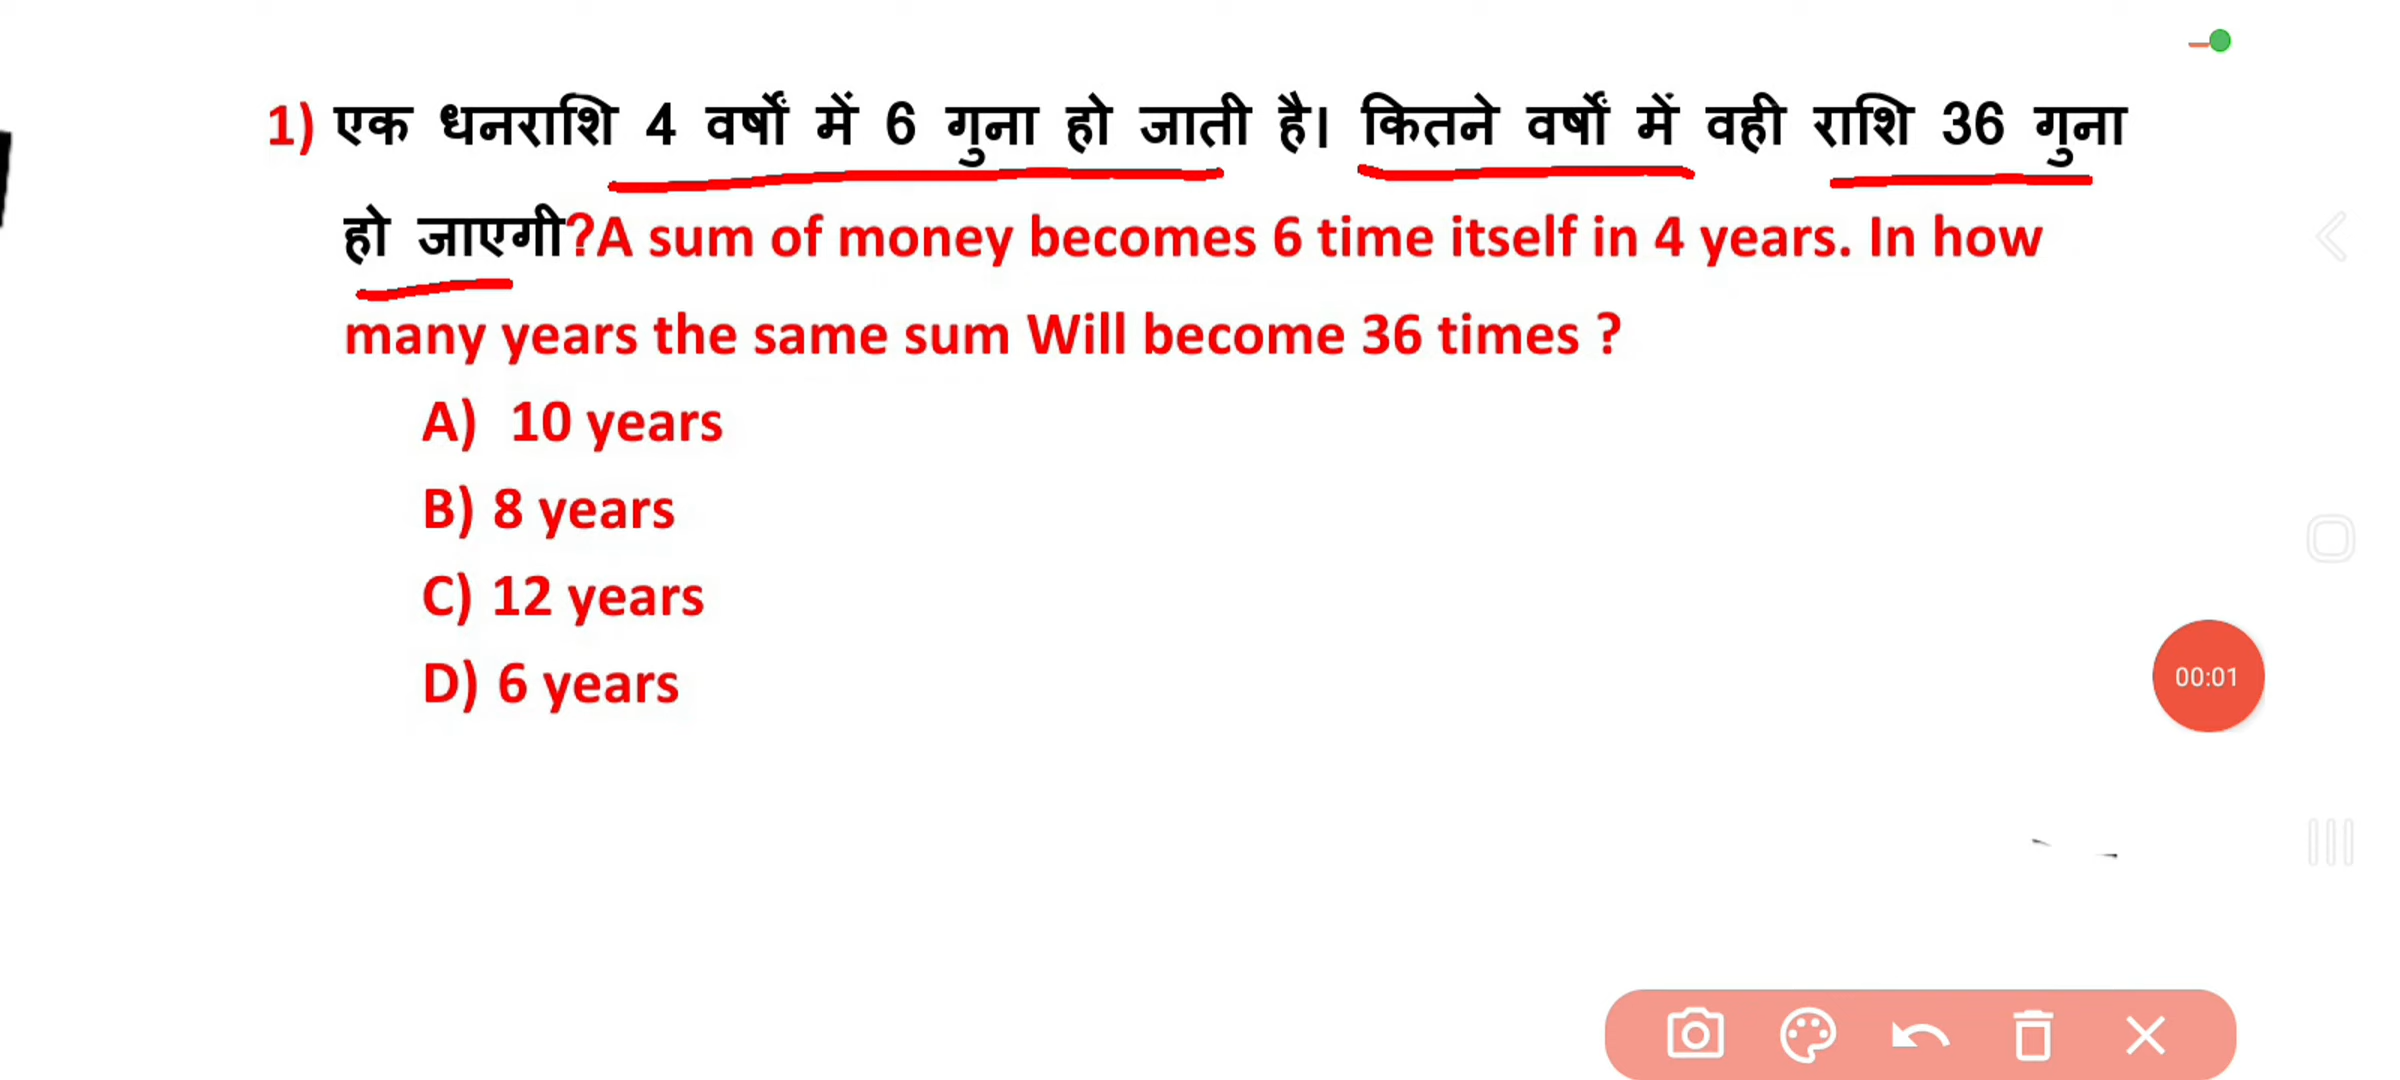 1) एक धनराशि 4 वर्षों में 6 गुना हो जाती है। कितने वर्षों में वही राशि 36 गुना
हो जाएगी?A sum of money becomes 6 time itself in 4 years. In how
many years the same sum Will become 36 times ?
A) 10 years
B) 8 years
C) 12 years
D) 6 years
00:01